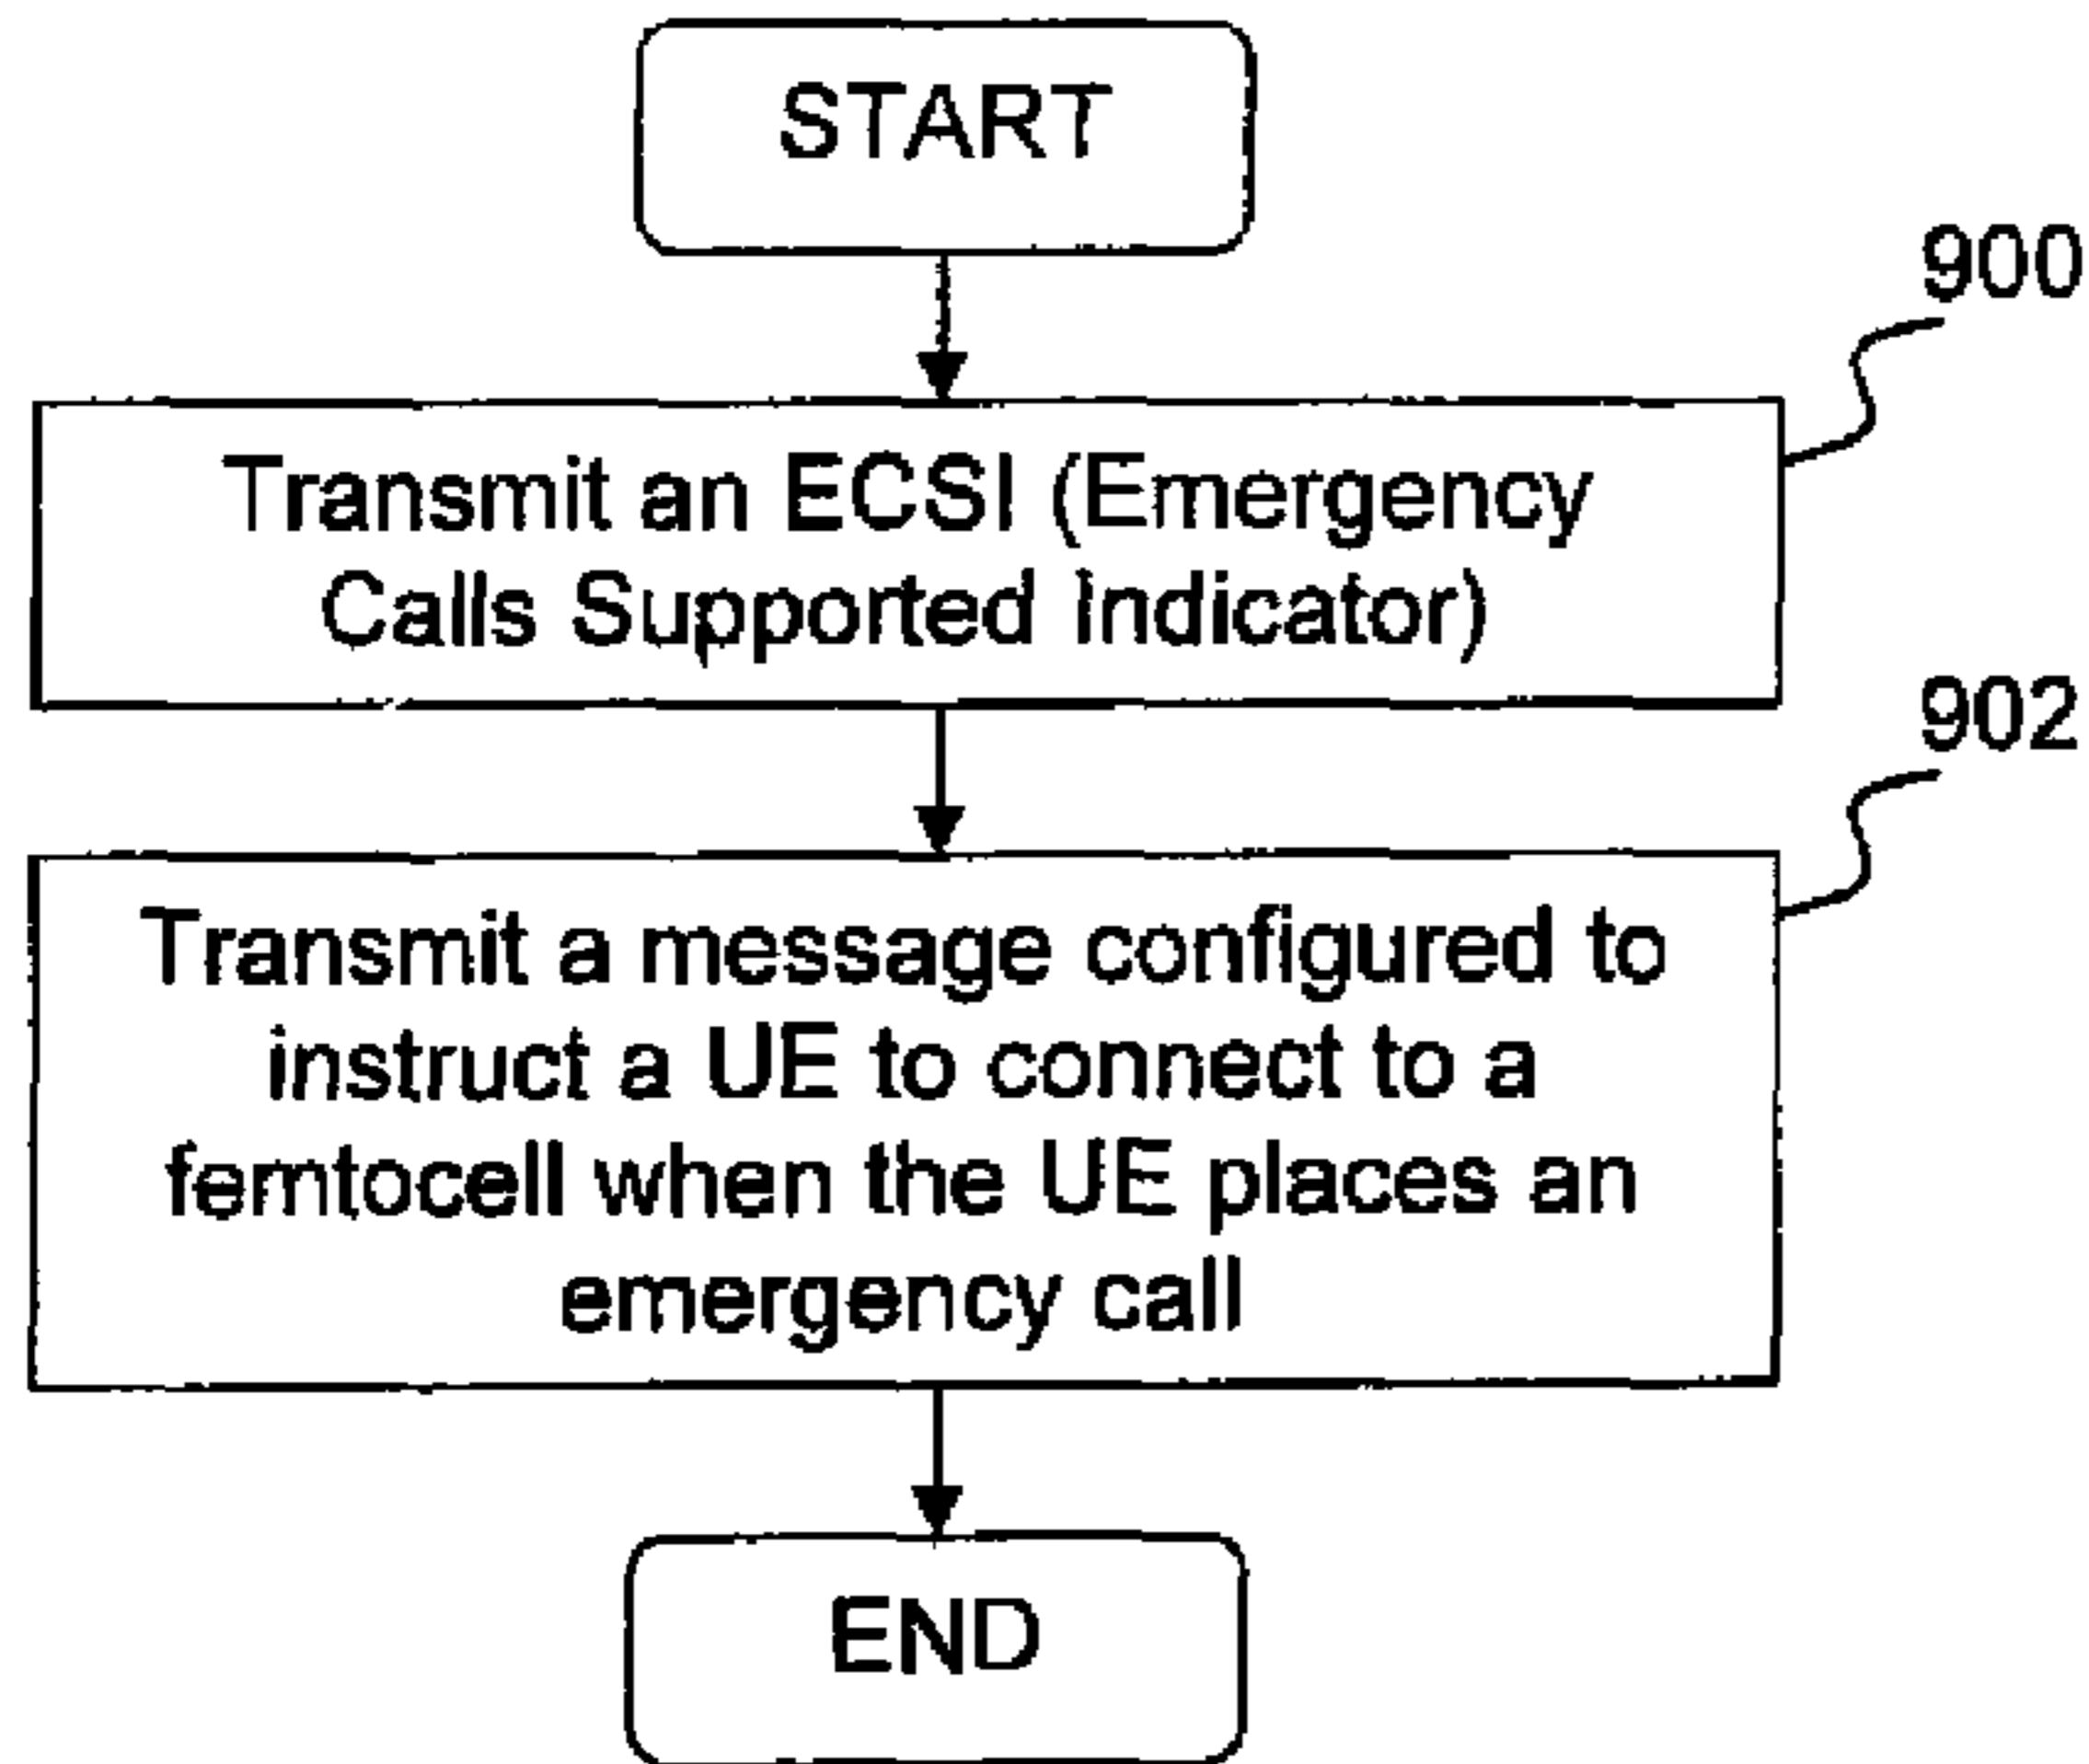 START
900
Transmit an ECSI (Emergency
Calls Supported Indicator)
902
Transmit a message configured to
instruct a UE to connect to a
femtocell when the UE places an
emergency call
END